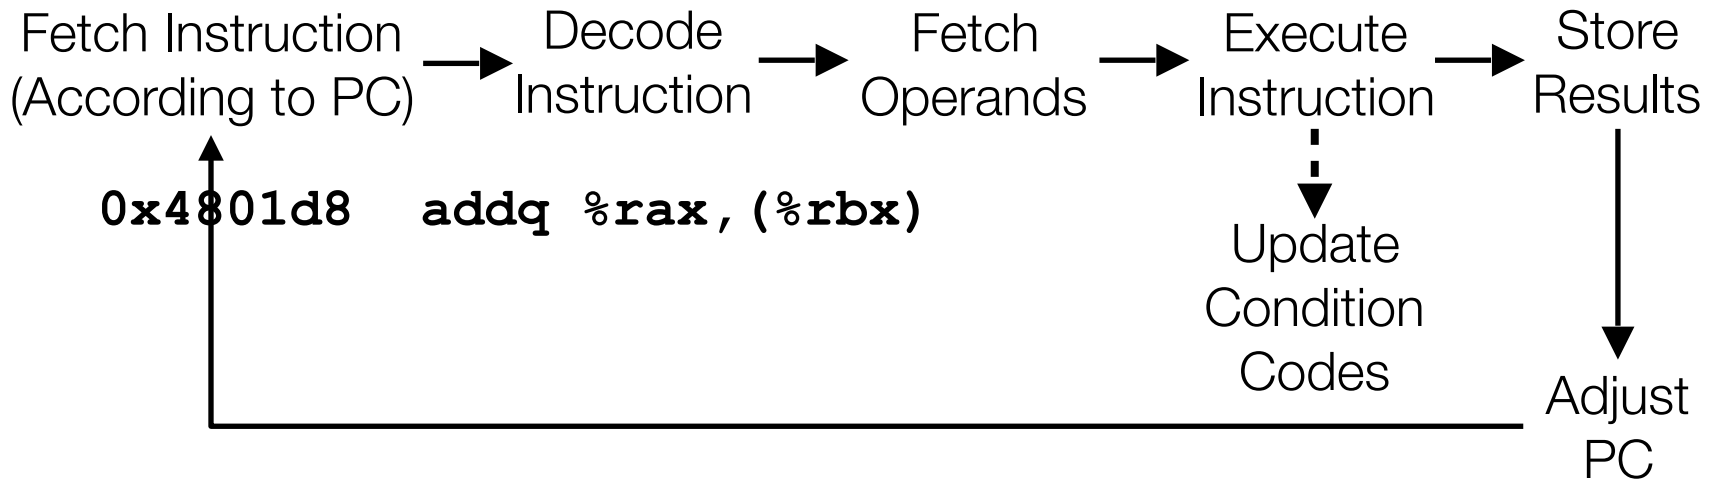 Fetch Instruction
(According to PC)
Decode
Instruction
Fetch
Operands
Execute
Instruction
Store
Results
0x4801d8 addq %rax,(%rbx)
Update
Condition
Codes
Adjust
PC